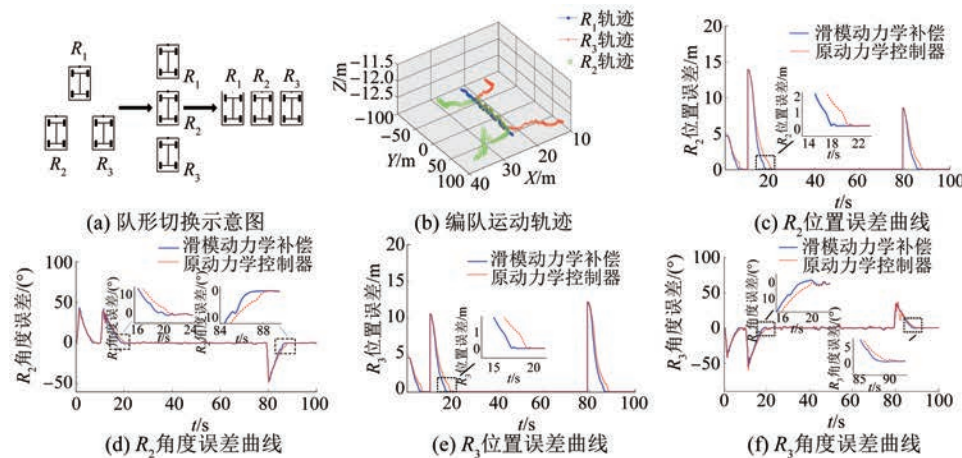 R1
R2
R3
R1
R2
R3
R1 R2 R3
(a) 队形切换示意图
R1轨迹
R3轨迹
R2轨迹
Z/m
-11.5
-12.0
-12.5
-100
-50
0
50
100
Y/m
40
30
20
10
X/m
(b) 编队运动轨迹
滑模动力学补偿
原动力学控制器
R2位置误差/m
20
15
10
5
0
R2位置误差/m
2
1
0
14 18 22
t/s
0 20 40 60 80 100
t/s
(c) R2位置误差曲线
滑模动力学补偿
原动力学控制器
R2角度误差/(°)
100
50
0
-50
R2角度误差/(°)
10
0
16 20 24
t/s
角度误差/(°)
0
-10
84 88
t/s
0 20 40 60 80 100
t/s
(d) R2角度误差曲线
滑模动力学补偿
原动力学控制器
R3位置误差/m
20
15
10
5
0
R3位置误差/m
1
0
15 20
t/s
0 20 40 60 80 100
t/s
(e) R3位置误差曲线
滑模动力学补偿
原动力学控制器
R3角度误差/(°)
100
50
0
-50
R3角度误差/(°)
0
-10
16 20
t/s
R3角度误差/(°)
5
0
85 90
t/s
0 20 40 60 80 100
t/s
(f) R3角度误差曲线